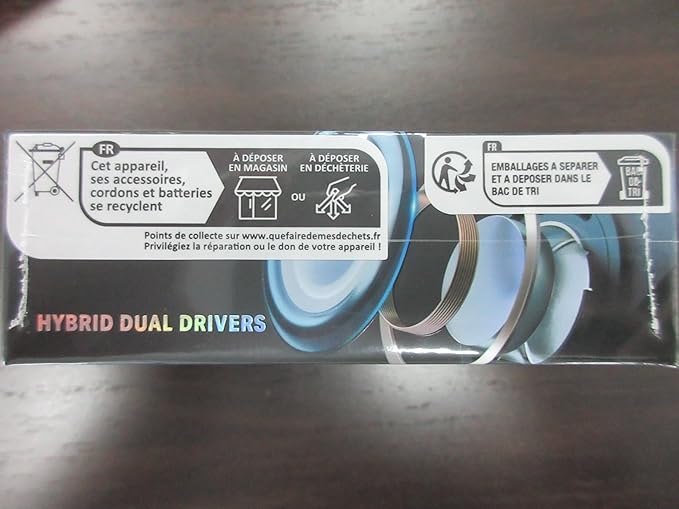 FR
Cet appareil,
ses accessoires,
cordons et batteries
se recyclent
À DÉPOSER
EN MAGASIN
OU
À DÉPOSER
EN DÉCHÈTERIE
Points de collecte sur www.quefairedemesdechets.fr
Privilégiez la réparation ou le don de votre appareil !
FR
EMBALLAGES A SEPARER
ET A DEPOSER DANS LE
BAC DE TRI
BAC
DE
TRI
HYBRID DUAL DRIVERS